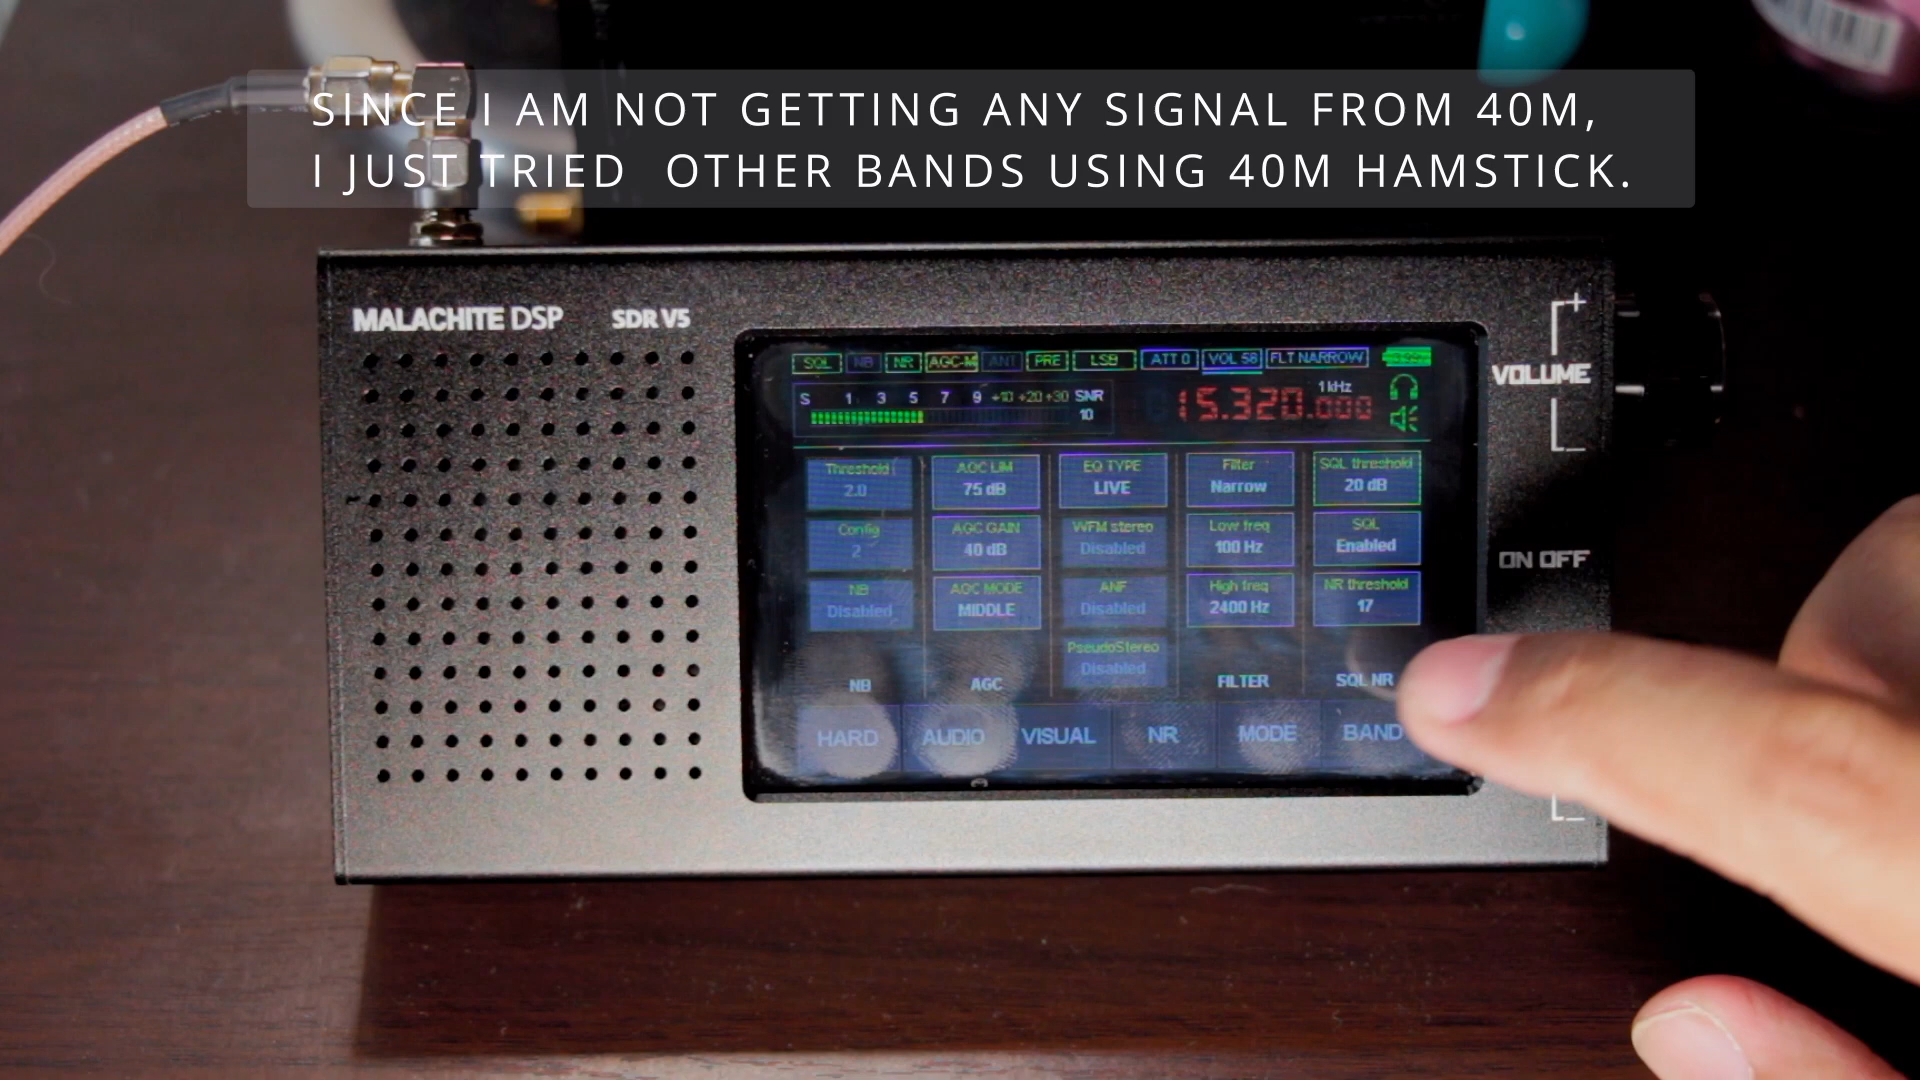 SINCE I AM NOT GETTING ANY SIGNAL FROM 40M,
I JUST TRIED OTHER BANDS USING 40M HAMSTICK.
MALACHITE DSP SDR V5
SQL NB NR AGC-M ANT PRE LSB ATT 0 VOL 58 FLT NARROW
S 1 3 5 7 9 +10 +20 +30 SNR
10
1kHz
15.320.000
VOLUME
+
−
ON OFF
Threshold AGC LIM EQ TYPE Filter SQL threshold
2.0 75 dB LIVE Narrow 20 dB
Config AGC GAIN WFM stereo Low freq SQL
2 40 dB Disabled 100 Hz Enabled
NB AGC MODE ANF High freq NR threshold
Disabled MIDDLE Disabled 2400 Hz 17
PseudoStereo
Disabled
NB AGC FILTER SQL NR
HARD AUDIO VISUAL NR MODE BAND
−